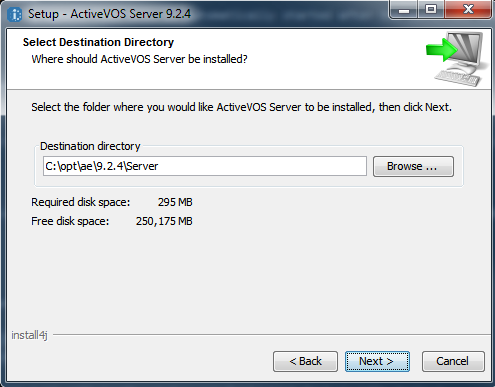 Setup - ActiveVOS Server 9.2.4
Select Destination Directory
Where should ActiveVOS Server be installed?
Select the folder where you would like ActiveVOS Server to be installed, then click Next.
Destination directory
C:\opt\ae\9.2.4\Server
Browse ...
Required disk space: 295 MB
Free disk space: 250,175 MB
install4j
< Back
Next >
Cancel